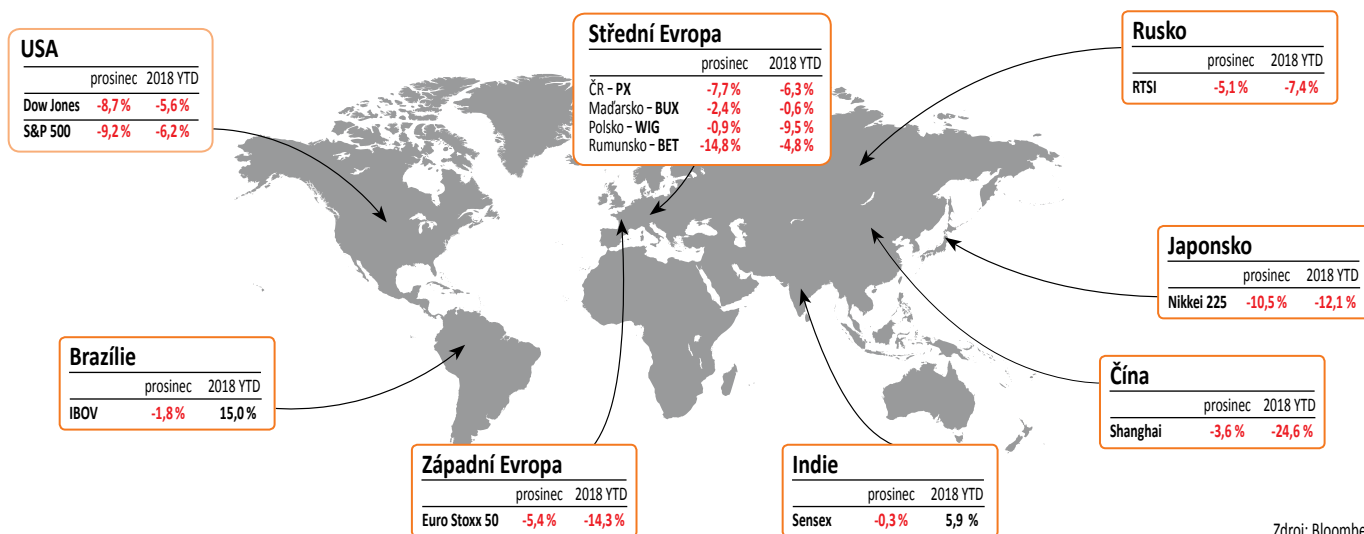 USA
prosinec 2018 YTD
Dow Jones -8,7 % -5,6 %
S&P 500 -9,2 % -6,2 %
Střední Evropa
prosinec 2018 YTD
ČR – PX -7,7 % -6,3 %
Maďarsko – BUX -2,4 % -0,6 %
Polsko – WIG -0,9 % -9,5 %
Rumunsko – BET -14,8 % -4,8 %
Rusko
prosinec 2018 YTD
RTSI -5,1 % -7,4 %
Japonsko
prosinec 2018 YTD
Nikkei 225 -10,5 % -12,1 %
Brazílie
prosinec 2018 YTD
IBOV -1,8 % 15,0 %
Čína
prosinec 2018 YTD
Shanghai -3,6 % -24,6 %
Západní Evropa
prosinec 2018 YTD
Euro Stoxx 50 -5,4 % -14,3 %
Indie
prosinec 2018 YTD
Sensex -0,3 % 5,9 %
Zdroj: Bloombe